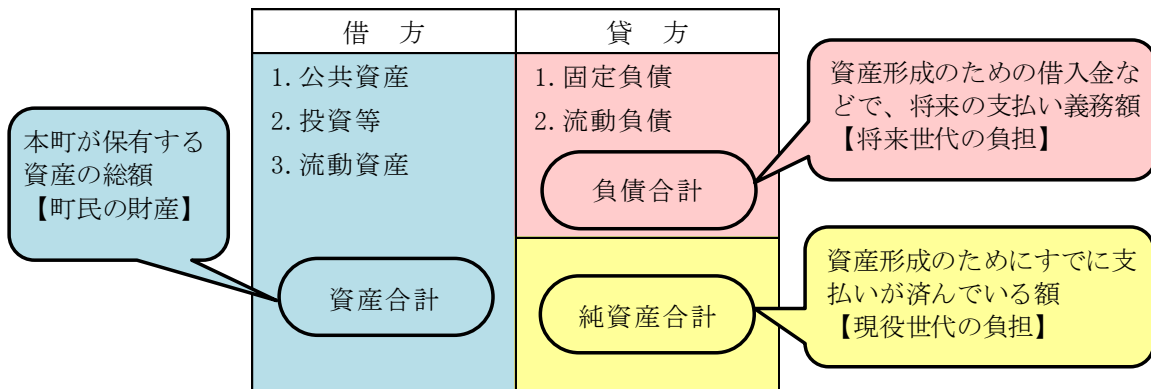 借 方
貸 方
本町が保有する
資産の総額
【町民の財産】
1.公共資産
2.投資等
3.流動資産
資産合計
1.固定負債
2.流動負債
負債合計
純資産合計
資産形成のための借入金な
どで、将来の支払い義務額
【将来世代の負担】
資産形成のためにすでに支
払いが済んでいる額
【現役世代の負担】